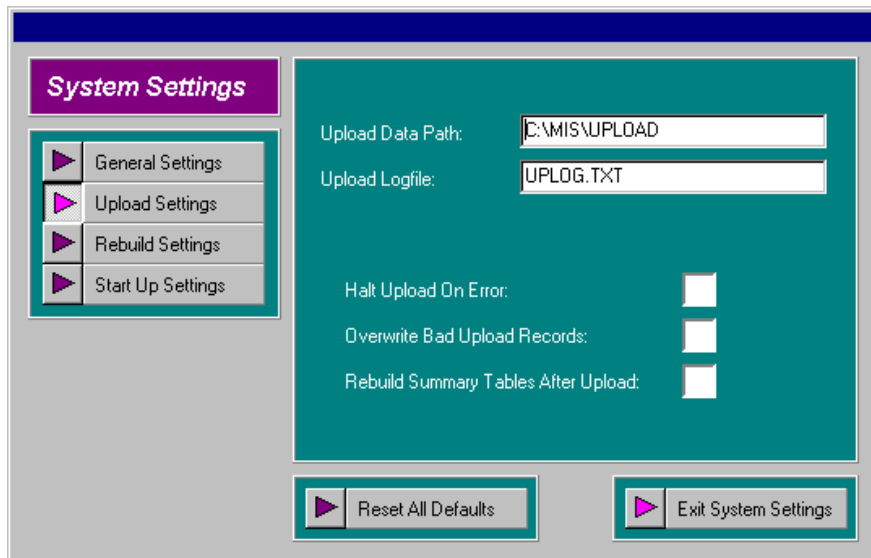 System Settings
General Settings
Upload Settings
Rebuild Settings
Start Up Settings
Upload Data Path: C:\MIS\UPLOAD
Upload Logfile: UPLOG.TXT
Halt Upload On Error:
Overwrite Bad Upload Records:
Rebuild Summary Tables After Upload:
Reset All Defaults
Exit System Settings